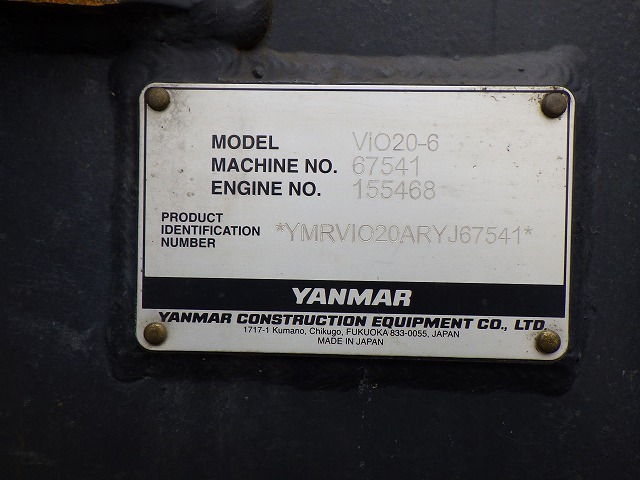 MODEL VIO20-6
MACHINE NO. 67541
ENGINE NO. 155468
PRODUCT
IDENTIFICATION
NUMBER
*YMRVIO20ARYJ67541*
YANMAR
YANMAR CONSTRUCTION EQUIPMENT CO., LTD.
1717-1 Kumano, Chikugo, FUKUOKA 833-0055, JAPAN
MADE IN JAPAN